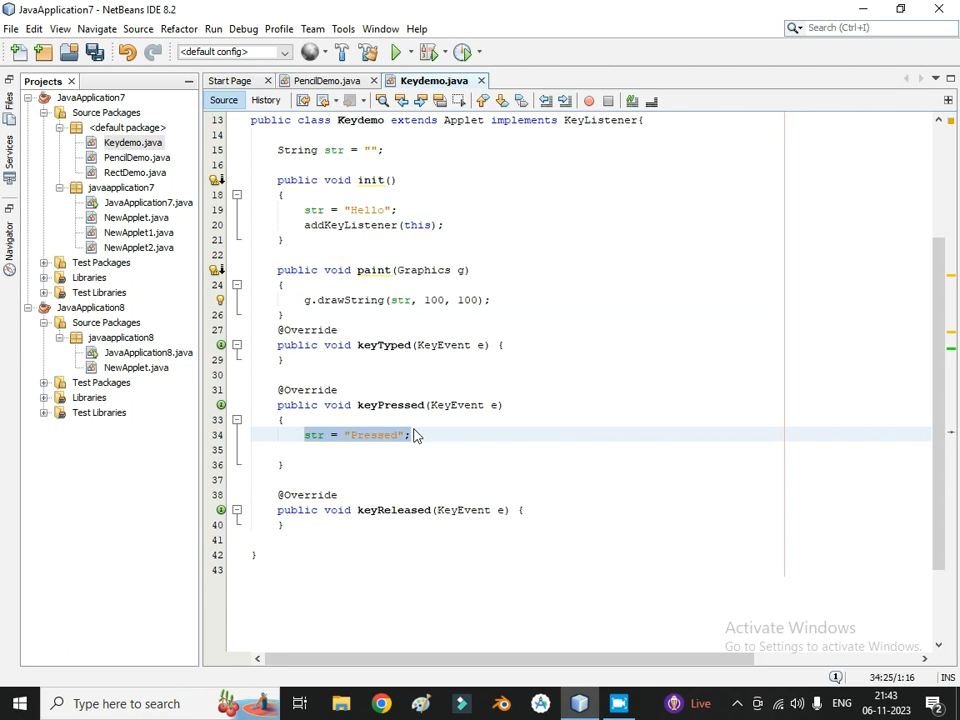 JavaApplication7 - NetBeans IDE 8.2
File Edit View Navigate Source Refactor Run Debug Profile Team Tools Window Help
Search (Ctrl+I)
<default config>
Files
Services
Navigator
Projects
JavaApplication7
Source Packages
<default package>
Keydemo.java
PencilDemo.java
RectDemo.java
javaapplication7
JavaApplication7.java
NewApplet.java
NewApplet1.java
NewApplet2.java
Test Packages
Libraries
Test Libraries
JavaApplication8
Source Packages
javaapplication8
JavaApplication8.java
NewApplet.java
Test Packages
Libraries
Test Libraries
Start Page PencilDemo.java Keydemo.java
Source History
13 public class Keydemo extends Applet implements KeyListener{
14
15 String str = "";
16
public void init()
18 {
19 str = "Hello";
20 addKeyListener(this);
21 }
22
public void paint(Graphics g)
24 {
g.drawString(str, 100, 100);
26 }
27 @Override
public void keyTyped(KeyEvent e) {
29 }
30
31 @Override
public void keyPressed(KeyEvent e)
33 {
34 str = "Pressed";
35
36 }
37
38 @Override
public void keyReleased(KeyEvent e) {
40 }
41
42 }
43
Activate Windows
Go to Settings to activate Windows.
1
34:25/1:16 INS
Type here to search
Live
ENG
21:43
06-11-2023
2